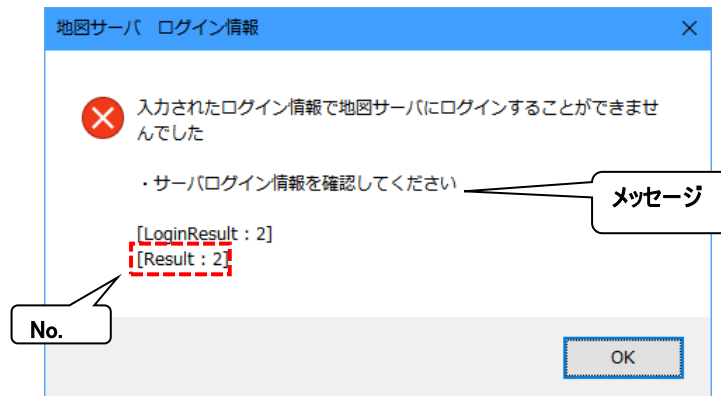 地図サーバ ログイン情報
入力されたログイン情報で地図サーバにログインすることができませ
んでした
・サーバログイン情報を確認してください
メッセージ
[LoginResult : 2]
[Result : 2]
No.
OK